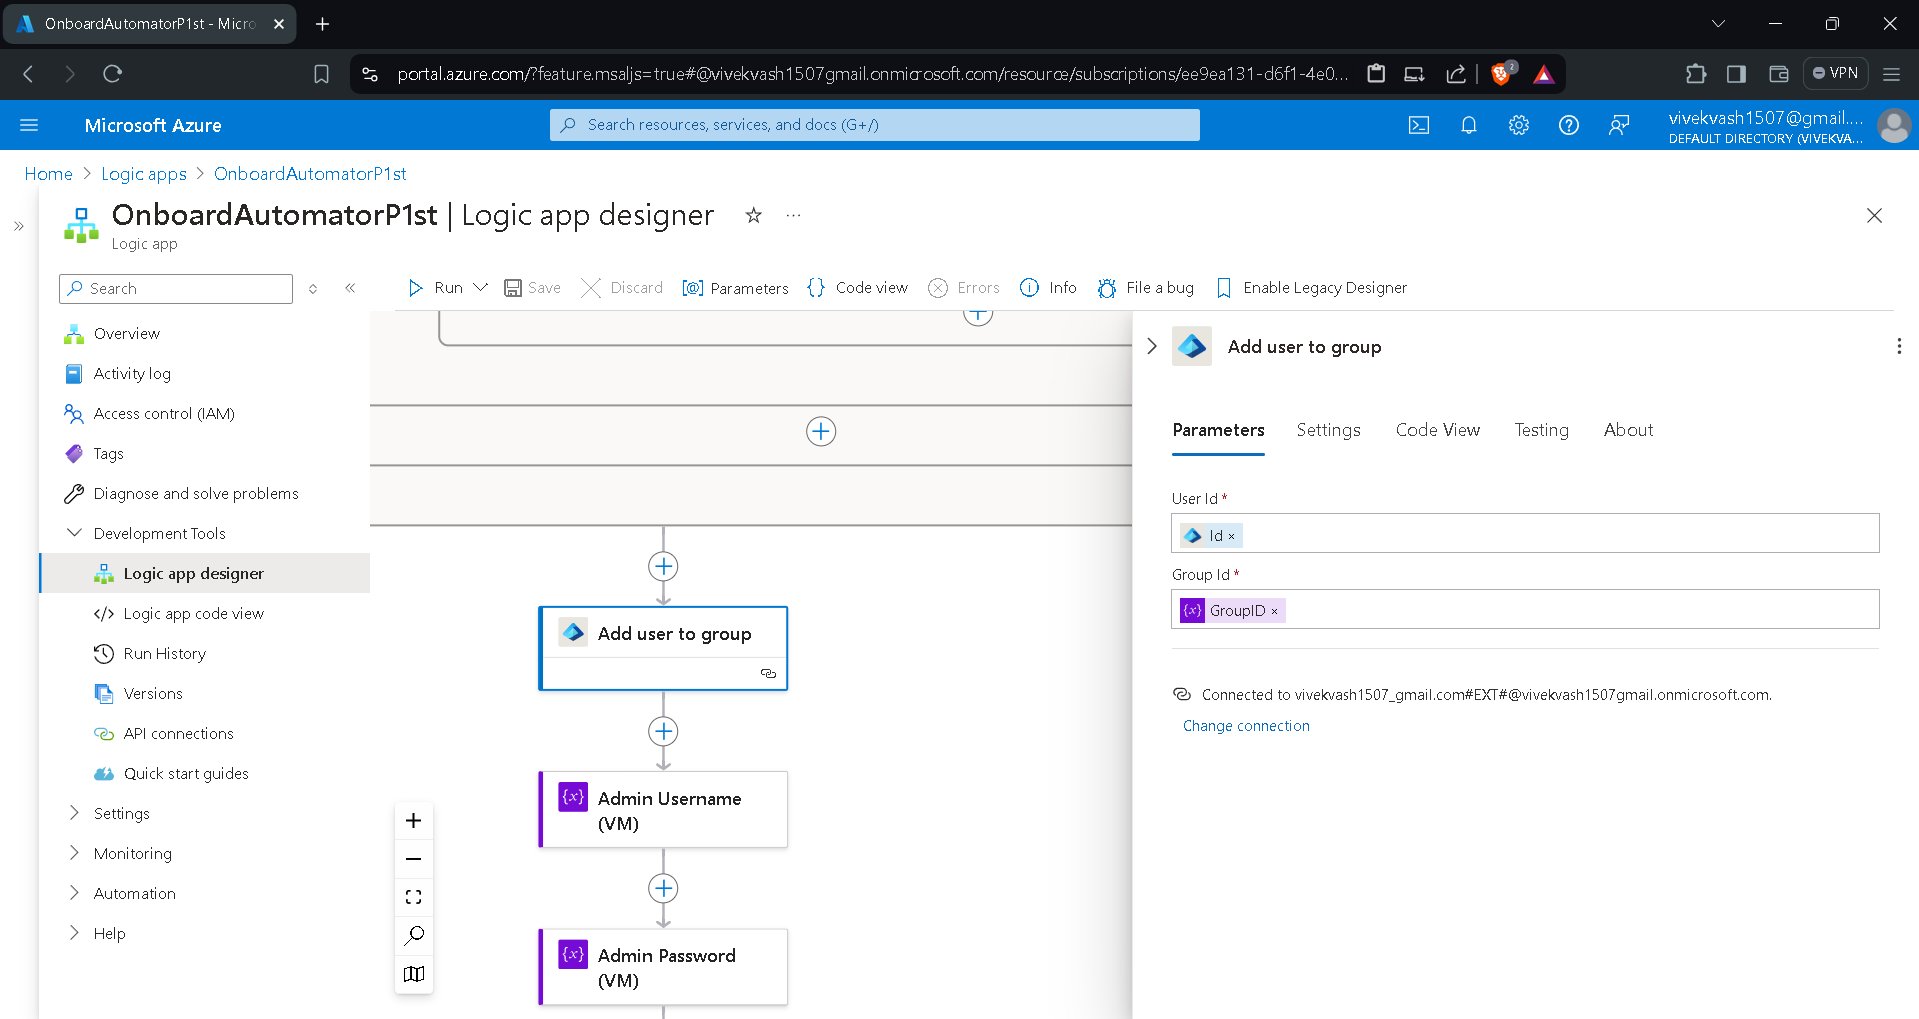 OnboardAutomatorP1st - Micro
portal.azure.com/?feature.msaljs=true#@vivekvash1507gmail.onmicrosoft.com/resource/subscriptions/ee9ea131-d6f1-4e0...
2
VPN
Microsoft Azure
Search resources, services, and docs (G+/)
vivekvash1507@gmail....
DEFAULT DIRECTORY (VIVEKVA...
Home > Logic apps > OnboardAutomatorP1st
OnboardAutomatorP1st | Logic app designer
Logic app
Search
Run
Save
Discard
Parameters
Code view
Errors
Info
File a bug
Enable Legacy Designer
Overview
Activity log
Access control (IAM)
Tags
Diagnose and solve problems
Development Tools
Logic app designer
Logic app code view
Run History
Versions
API connections
Quick start guides
Settings
Monitoring
Automation
Help
Add user to group
{x} Admin Username
(VM)
{x} Admin Password
(VM)
Add user to group
Parameters
Settings
Code View
Testing
About
User Id *
Id ×
Group Id *
{x} GroupID ×
Connected to vivekvash1507_gmail.com#EXT#@vivekvash1507gmail.onmicrosoft.com.
Change connection